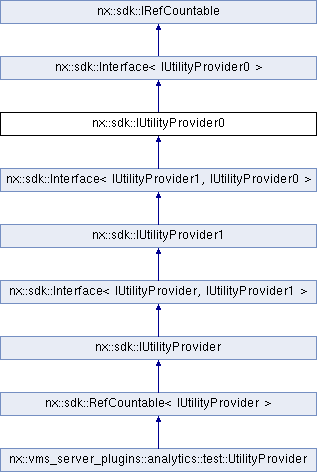 nx::sdk::IRefCountable
nx::sdk::Interface< IUtilityProvider0 >
nx::sdk::IUtilityProvider0
nx::sdk::Interface< IUtilityProvider1, IUtilityProvider0 >
nx::sdk::IUtilityProvider1
nx::sdk::Interface< IUtilityProvider, IUtilityProvider1 >
nx::sdk::IUtilityProvider
nx::sdk::RefCountable< IUtilityProvider >
nx::vms_server_plugins::analytics::test::UtilityProvider